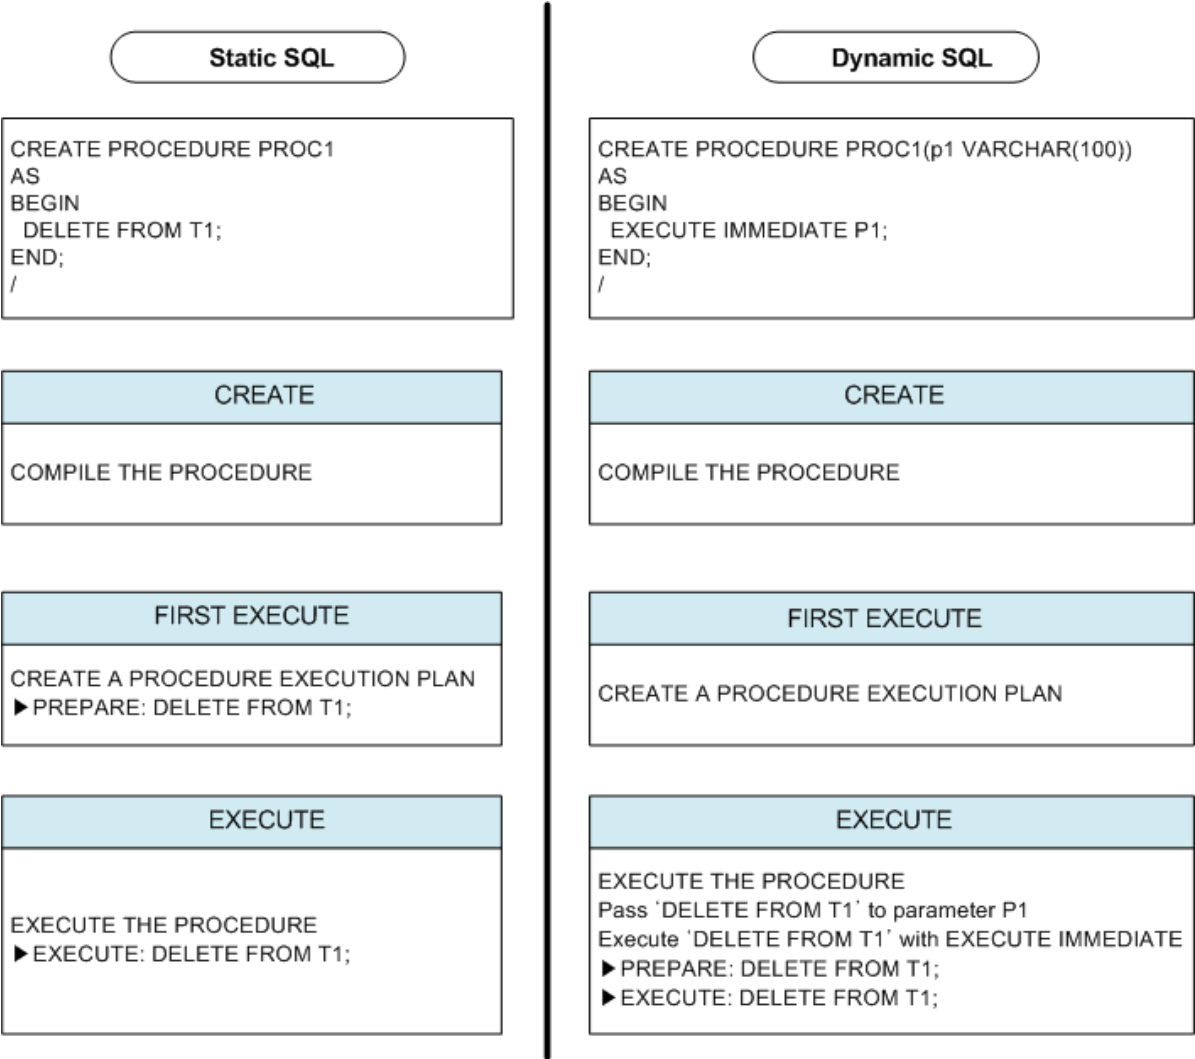 Static SQL
CREATE PROCEDURE PROC1
AS
BEGIN
DELETE FROM T1;
END;
/
CREATE
COMPILE THE PROCEDURE
FIRST EXECUTE
CREATE A PROCEDURE EXECUTION PLAN
▶PREPARE: DELETE FROM T1;
EXECUTE
EXECUTE THE PROCEDURE
▶EXECUTE: DELETE FROM T1;
Dynamic SQL
CREATE PROCEDURE PROC1(p1 VARCHAR(100))
AS
BEGIN
EXECUTE IMMEDIATE P1;
END;
/
CREATE
COMPILE THE PROCEDURE
FIRST EXECUTE
CREATE A PROCEDURE EXECUTION PLAN
EXECUTE
EXECUTE THE PROCEDURE
Pass ‘DELETE FROM T1’ to parameter P1
Execute ‘DELETE FROM T1’ with EXECUTE IMMEDIATE
▶PREPARE: DELETE FROM T1;
▶EXECUTE: DELETE FROM T1;